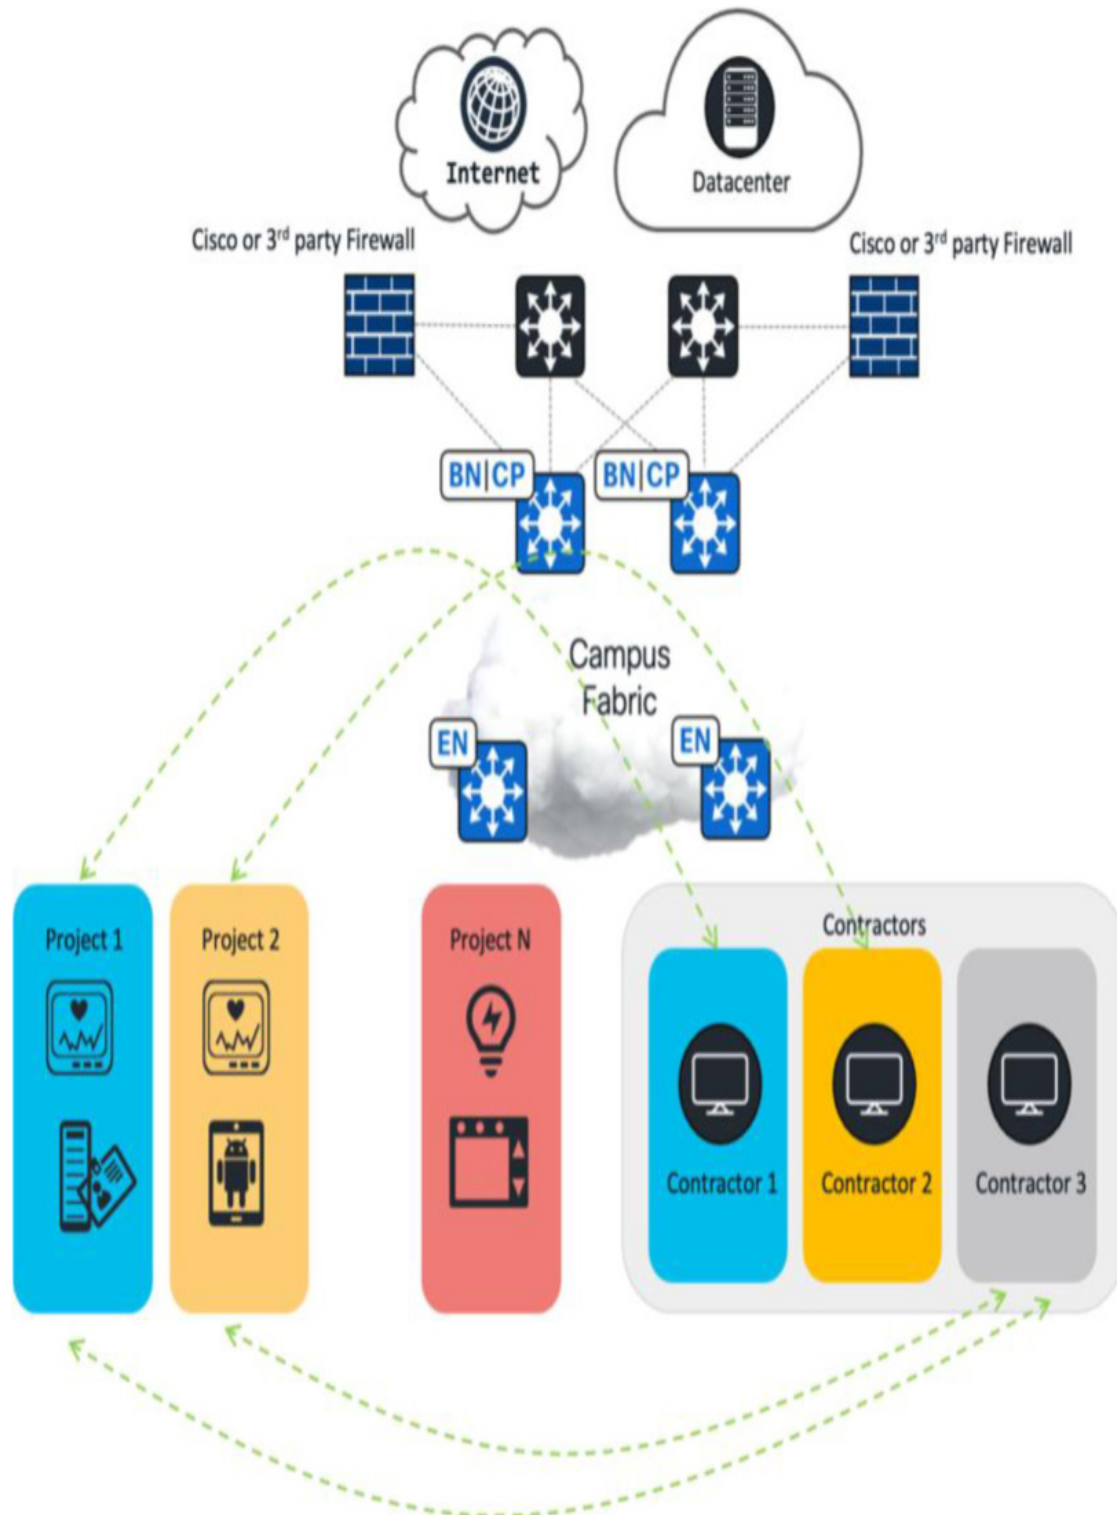 Internet
Datacenter
Cisco or 3rd party Firewall
Cisco or 3rd party Firewall
BN|CP
BN|CP
Campus
Fabric
EN
EN
Project 1
Project 2
Project N
Contractors
Contractor 1
Contractor 2
Contractor 3